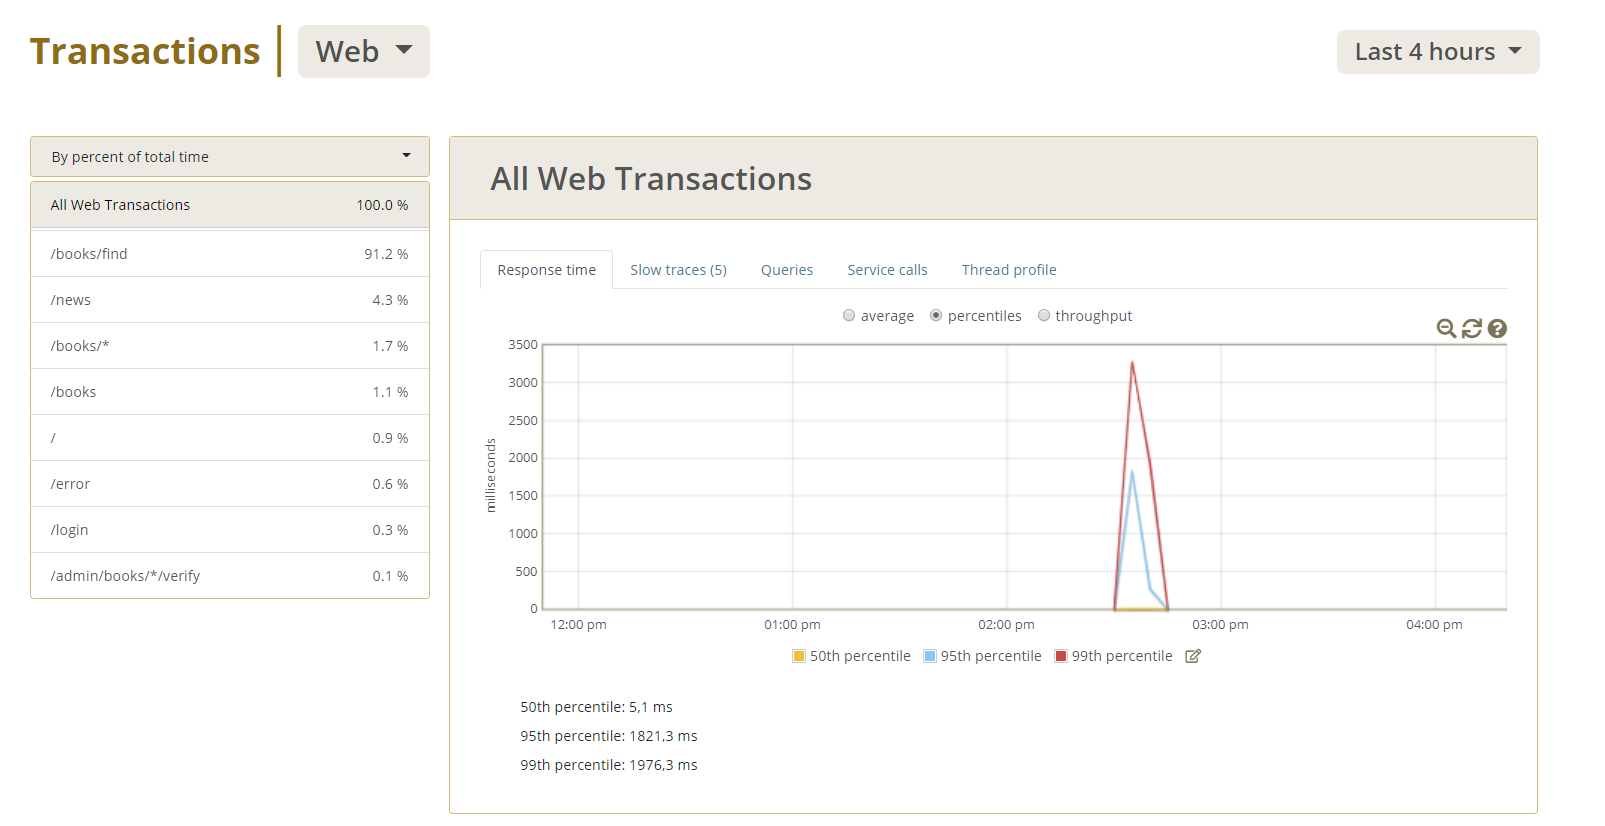 Transactions Web Last 4 hours
By percent of total time
All Web Transactions 100.0 %
/books/find 91.2 %
/news 4.3 %
/books/* 1.7 %
/books 1.1 %
/ 0.9 %
/error 0.6 %
/login 0.3 %
/admin/books/*/verify 0.1 %
All Web Transactions
Response time Slow traces (5) Queries Service calls Thread profile
average percentiles throughput
?
milliseconds
3500
3000
2500
2000
1500
1000
500
0
12:00 pm 01:00 pm 02:00 pm 03:00 pm 04:00 pm
50th percentile 95th percentile 99th percentile
50th percentile: 5,1 ms
95th percentile: 1821,3 ms
99th percentile: 1976,3 ms